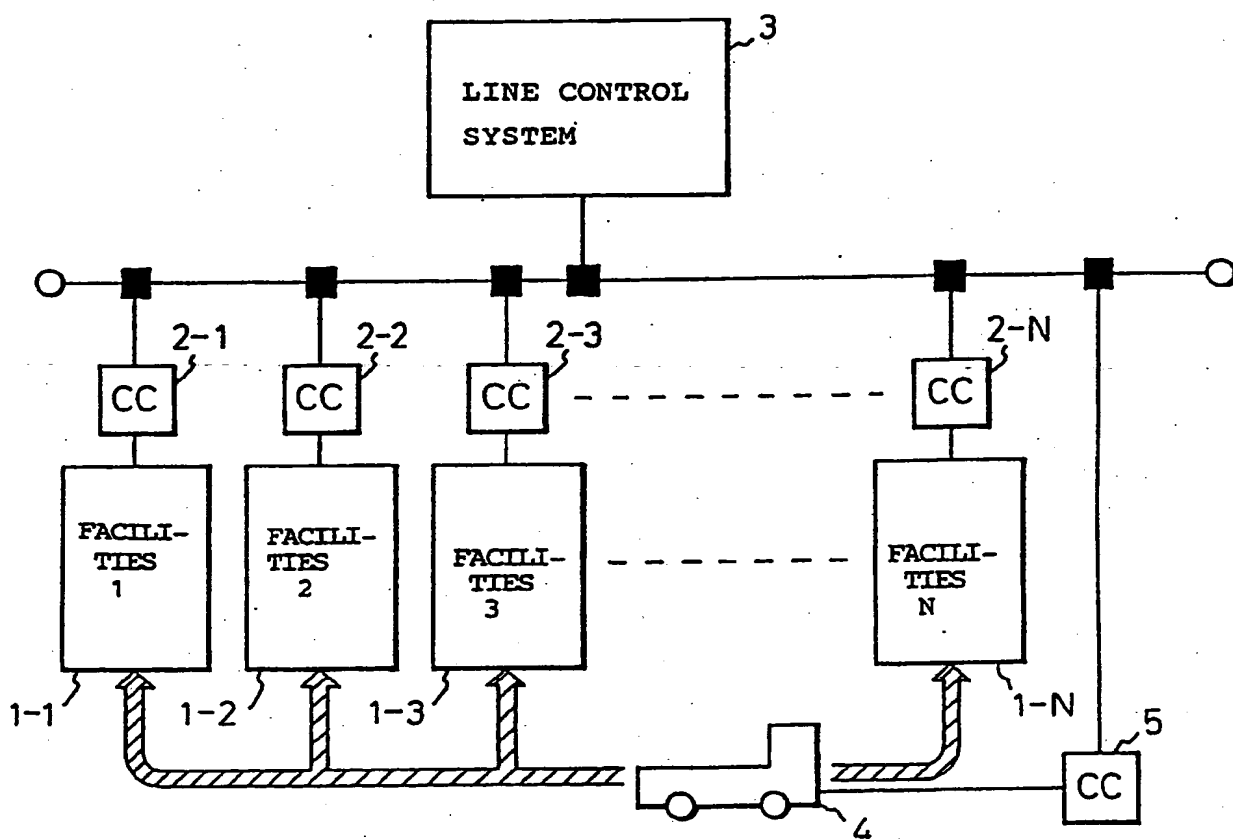 3
LINE CONTROL
SYSTEM
2-1
2-2
2-3
2-N
CC
CC
CC
CC
FACILI-
TIES
1
FACILI-
TIES
2
FACILI-
TIES
3
FACILI-
TIES
N
1-1
1-2
1-3
1-N
5
CC
4